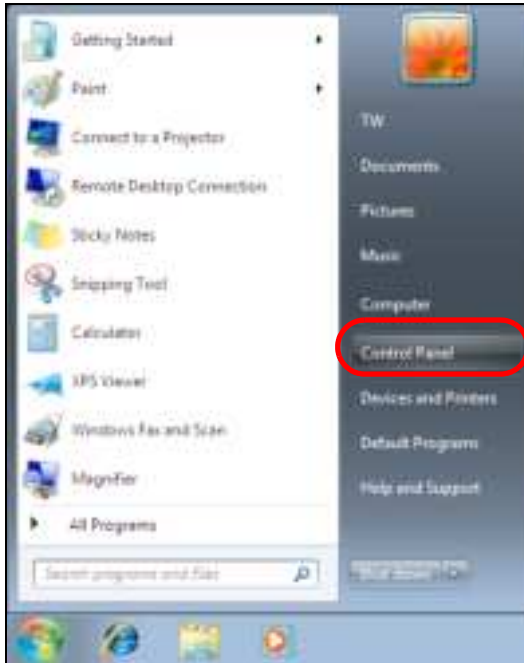 Getting Started
Paint
Connect to a Projector
Remote Desktop Connection
Sticky Notes
Snipping Tool
Calculator
XPS Viewer
Windows Fax and Scan
Magnifier
All Programs
Search programs and files
TW
Documents
Pictures
Music
Computer
Control Panel
Devices and Printers
Default Programs
Help and Support
Shut down